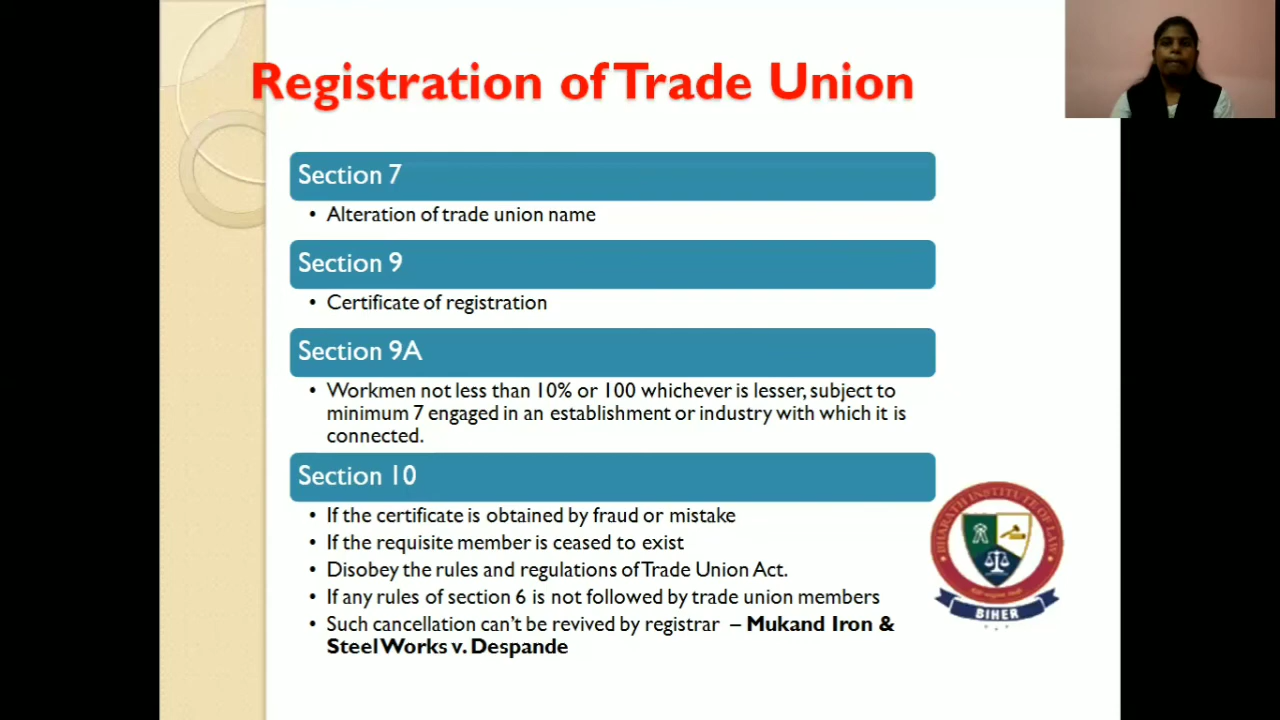 Registration of Trade Union
Section 7
• Alteration of trade union name
Section 9
• Certificate of registration
Section 9A
• Workmen not less than 10% or 100 whichever is lesser, subject to
minimum 7 engaged in an establishment or industry with which it is
connected.
Section 10
• If the certificate is obtained by fraud or mistake
• If the requisite member is ceased to exist
• Disobey the rules and regulations of Trade Union Act.
• If any rules of section 6 is not followed by trade union members
• Such cancellation can't be revived by registrar – Mukand Iron &
Steel Works v. Despande
BHARATH INSTITUTE OF LAW
BIHER